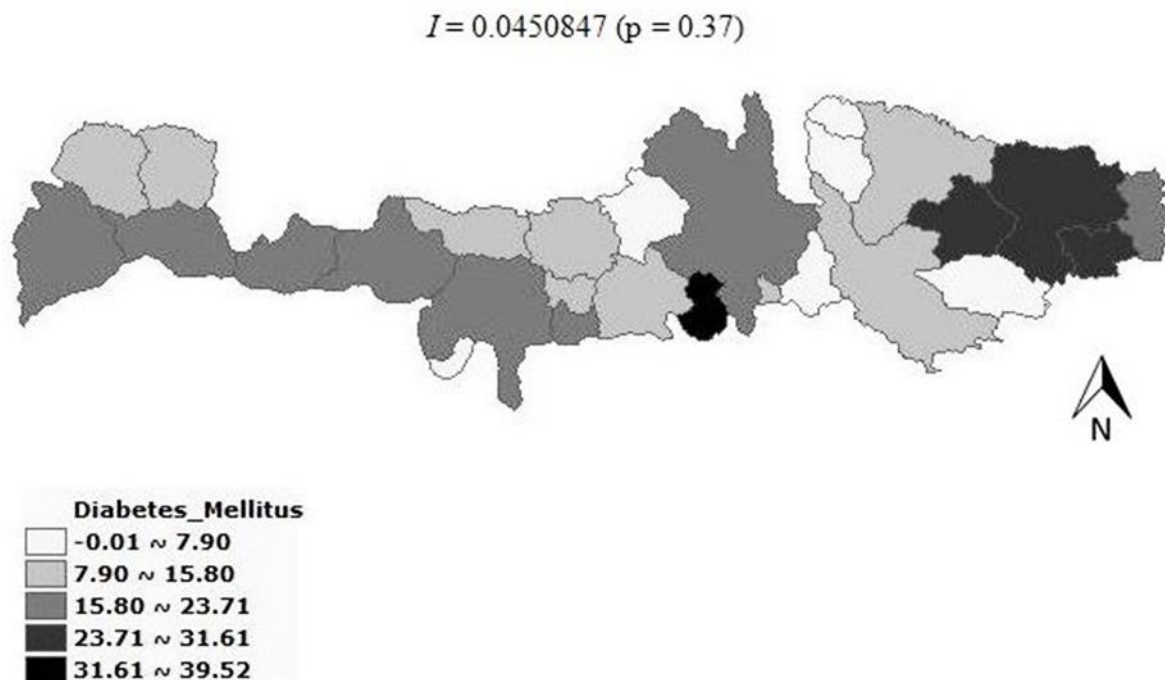 I = 0.0450847 (p = 0.37)
N
Diabetes_Mellitus
-0.01 ~ 7.90
7.90 ~ 15.80
15.80 ~ 23.71
23.71 ~ 31.61
31.61 ~ 39.52